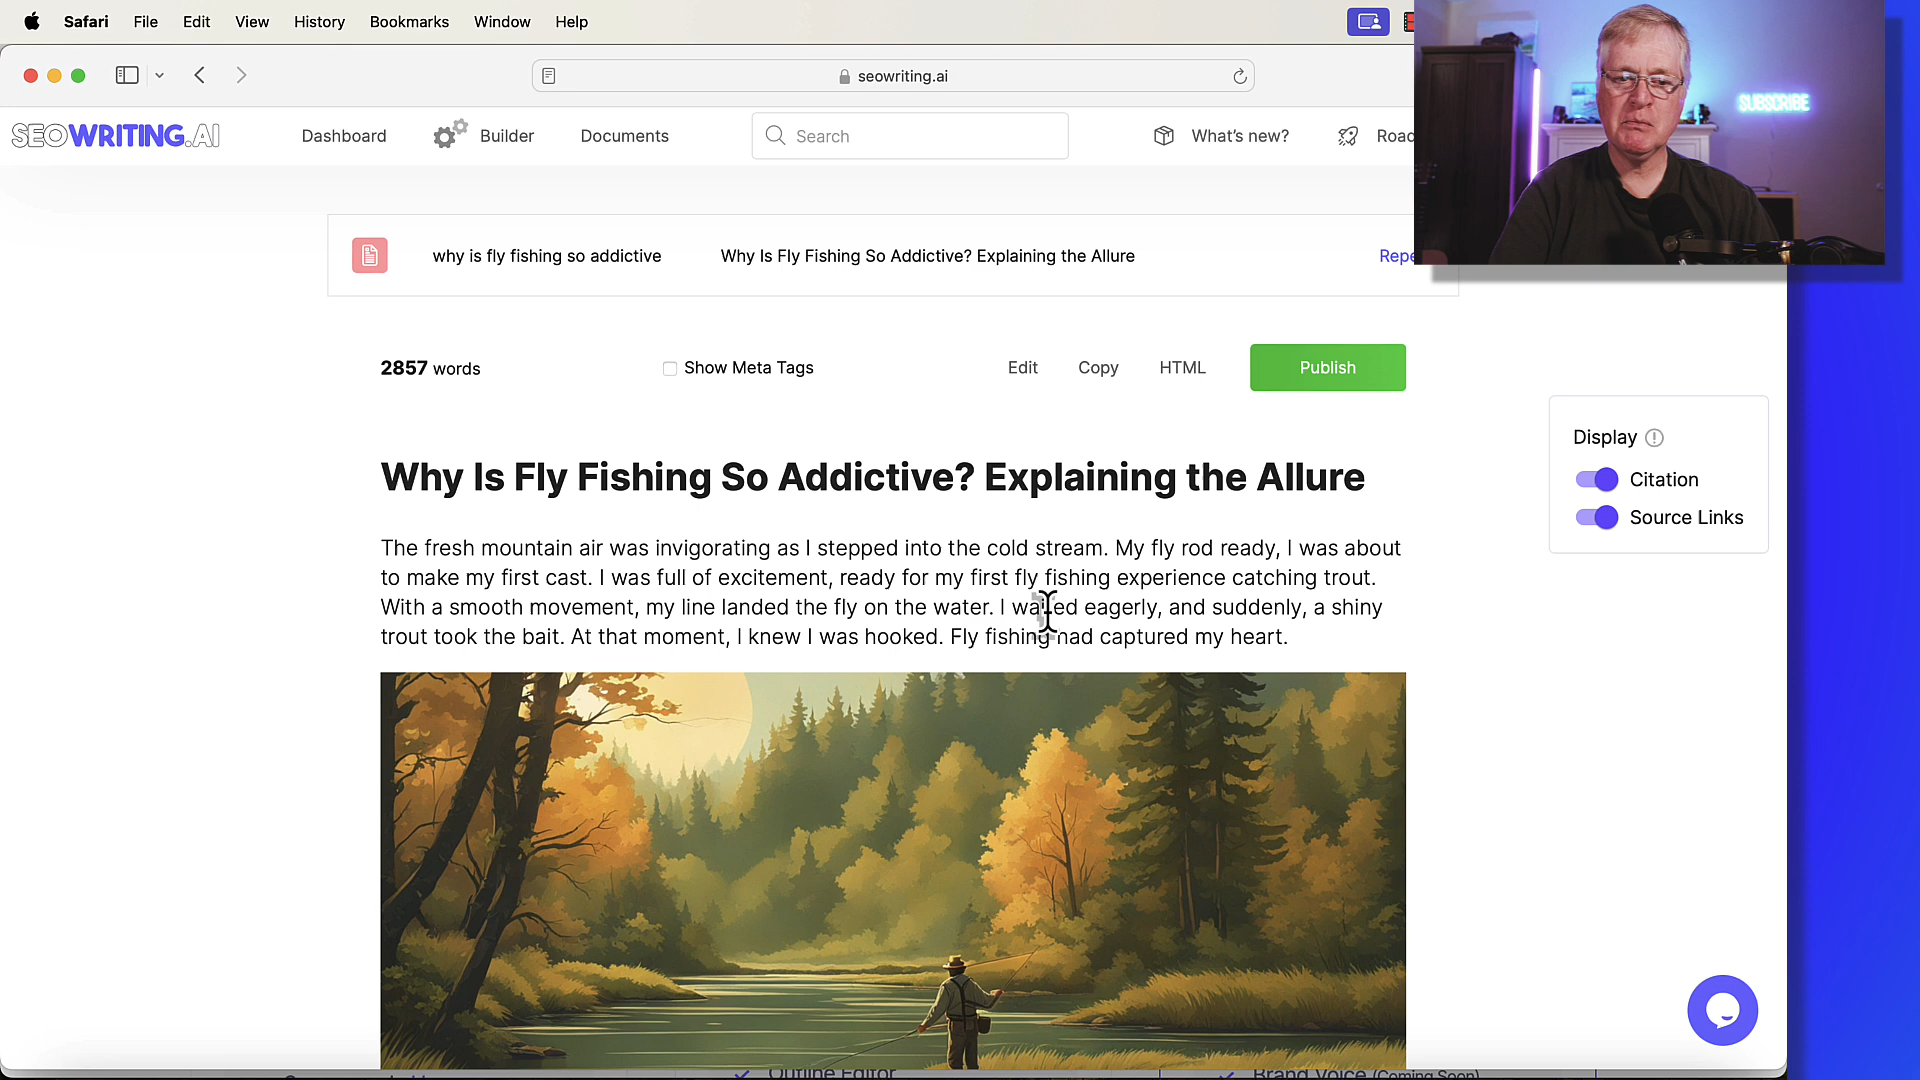 Safari File Edit View History Bookmarks Window Help
seowriting.ai
SEOWRITING.AI Dashboard Builder Documents Search What's new?
SUBSCRIBE
why is fly fishing so addictive Why Is Fly Fishing So Addictive? Explaining the Allure
2857 words Show Meta Tags Edit Copy HTML Publish
Display
Citation
Source Links
Why Is Fly Fishing So Addictive? Explaining the Allure
The fresh mountain air was invigorating as I stepped into the cold stream. My fly rod ready, I was about
to make my first cast. I was full of excitement, ready for my first fly fishing experience catching trout.
With a smooth movement, my line landed the fly on the water. I waited eagerly, and suddenly, a shiny
trout took the bait. At that moment, I knew I was hooked. Fly fishing had captured my heart.
Outline Editor Brand Voice (Coming Soon)